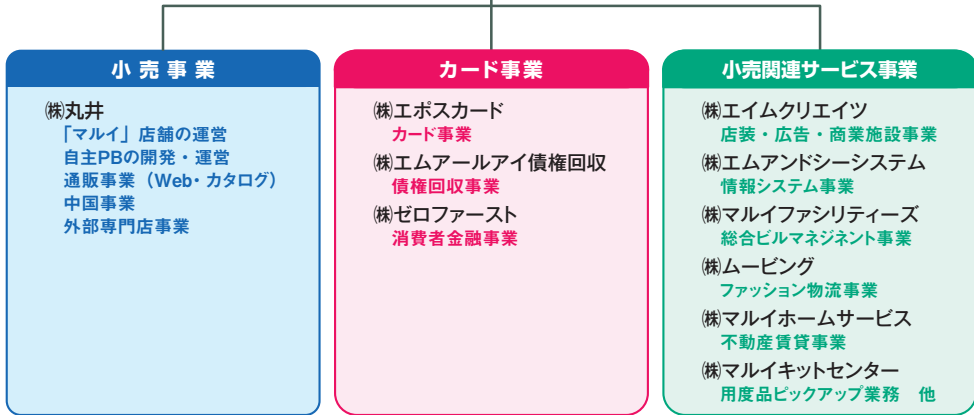 小売事業
㈱丸井
「マルイ」店舗の運営
自主PBの開発・運営
通販事業（Web・カタログ）
中国事業
外部専門店事業
カード事業
㈱エポスカード
カード事業
㈱エムアールアイ債権回収
債権回収事業
㈱ゼロファースト
消費者金融事業
小売関連サービス事業
㈱エイムクリエイツ
店装・広告・商業施設事業
㈱エムアンドシーシステム
情報システム事業
㈱マルイファシリティーズ
総合ビルマネジネント事業
㈱ムービング
ファッション物流事業
㈱マルイホームサービス
不動産賃貸事業
㈱マルイキットセンター
用度品ピックアップ業務　他